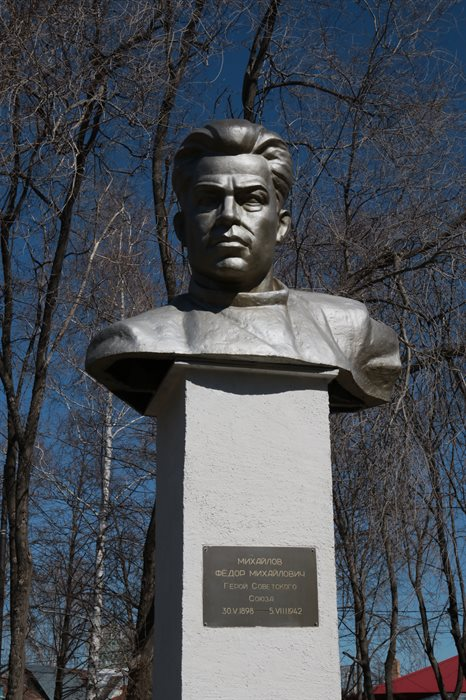 МИХАЙЛОВ
ФЁДОР МИХАЙЛОВИЧ
ГЕРОЙ СОВЕТСКОГО
СОЮЗА
30.V.1898 — 5.VIII.1942